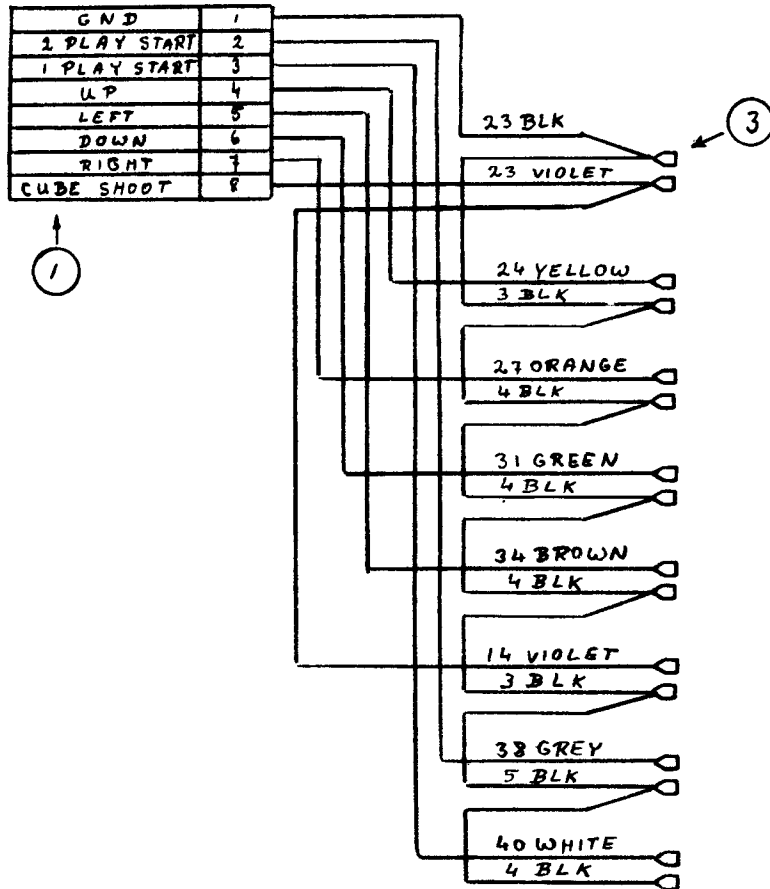 GND 1
2 PLAY START 2
1 PLAY START 3
UP 4
LEFT 5
DOWN 6
RIGHT 7
CUBE SHOOT 8
1
23 BLK
3
23 VIOLET
24 YELLOW
3 BLK
27 ORANGE
4 BLK
31 GREEN
4 BLK
34 BROWN
4 BLK
14 VIOLET
3 BLK
38 GREY
5 BLK
40 WHITE
4 BLK